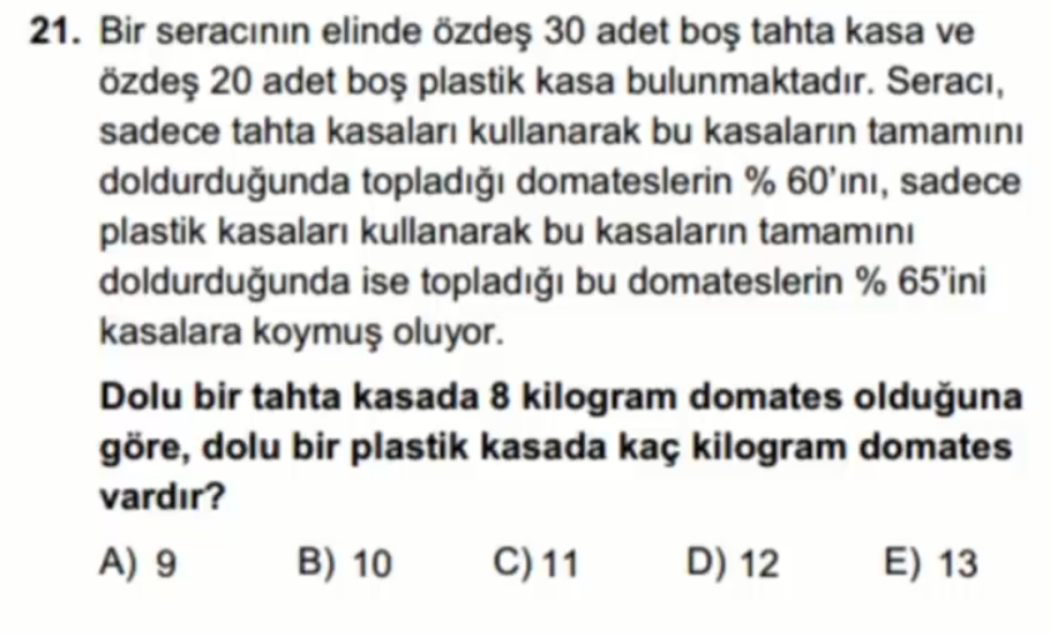 21. Bir seracının elinde özdeş 30 adet boş tahta kasa ve
özdeş 20 adet boş plastik kasa bulunmaktadır. Seracı,
sadece tahta kasaları kullanarak bu kasaların tamamını
doldurduğunda topladığı domateslerin % 60'ını, sadece
plastik kasaları kullanarak bu kasaların tamamını
doldurduğunda ise topladığı bu domateslerin % 65'ini
kasalara koymuş oluyor.
Dolu bir tahta kasada 8 kilogram domates olduğuna
göre, dolu bir plastik kasada kaç kilogram domates
vardır?
A) 9 B) 10 C) 11 D) 12 E) 13